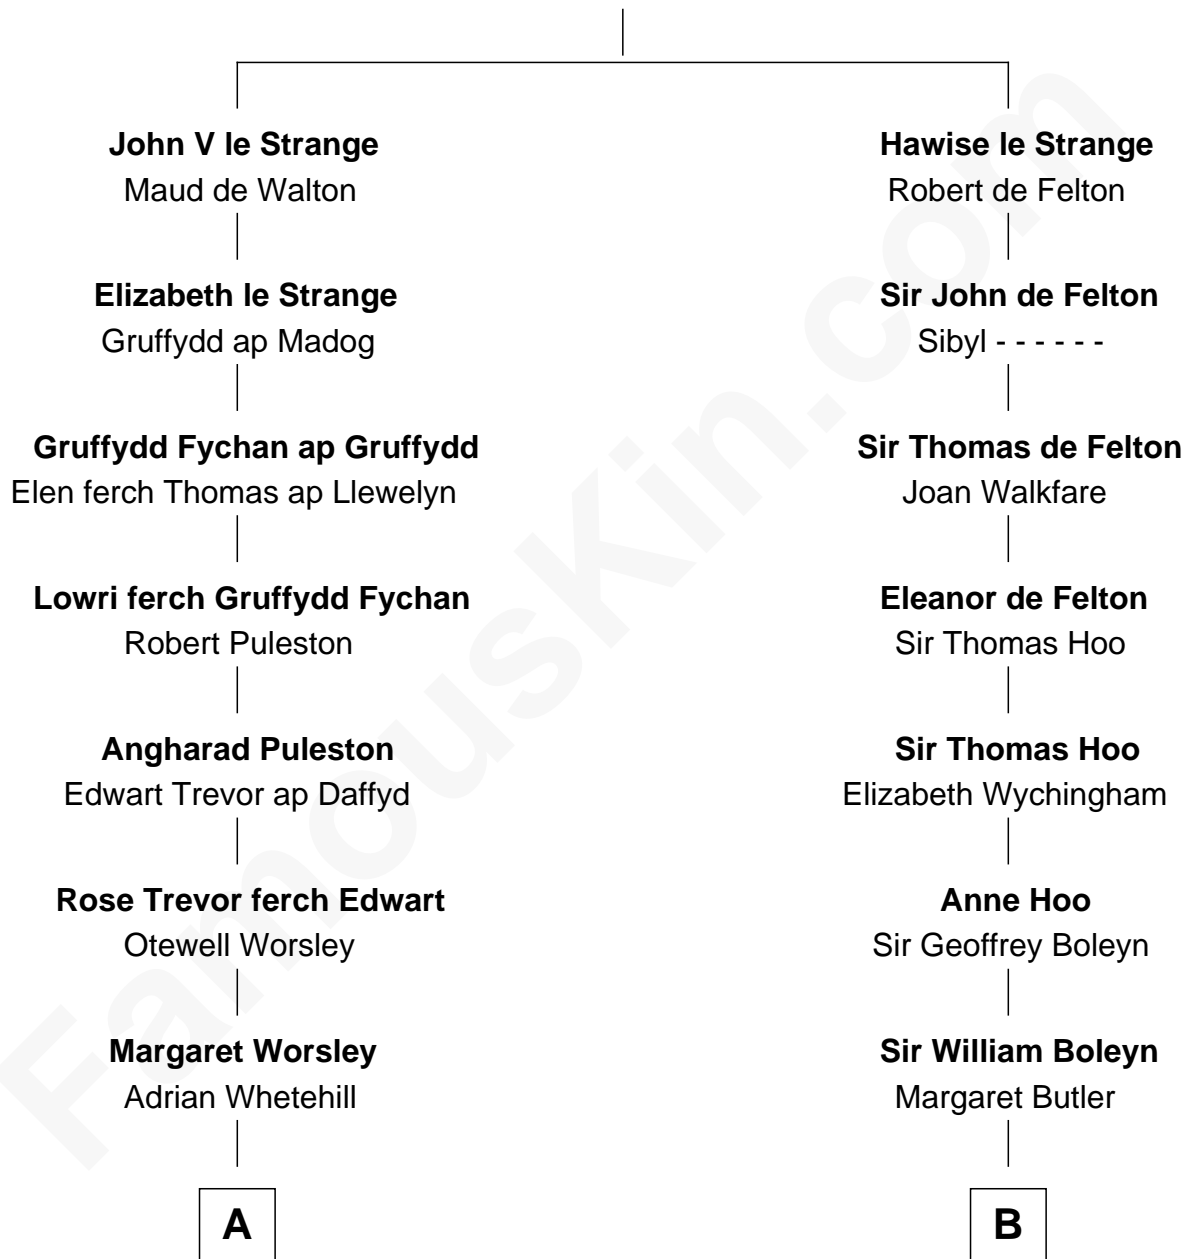 John V le Strange
Maud de Walton
Elizabeth le Strange
Gruffydd ap Madog
Gruffydd Fychan ap Gruffydd
Elen ferch Thomas ap Llewelyn
Lowri ferch Gruffydd Fychan
Robert Puleston
Angharad Puleston
Edwart Trevor ap Daffyd
Rose Trevor ferch Edwart
Otewell Worsley
Margaret Worsley
Adrian Whetehill
A
Hawise le Strange
Robert de Felton
Sir John de Felton
Sibyl - - - - - -
Sir Thomas de Felton
Joan Walkfare
Eleanor de Felton
Sir Thomas Hoo
Sir Thomas Hoo
Elizabeth Wychingham
Anne Hoo
Sir Geoffrey Boleyn
Sir William Boleyn
Margaret Butler
B
FamousKin.com